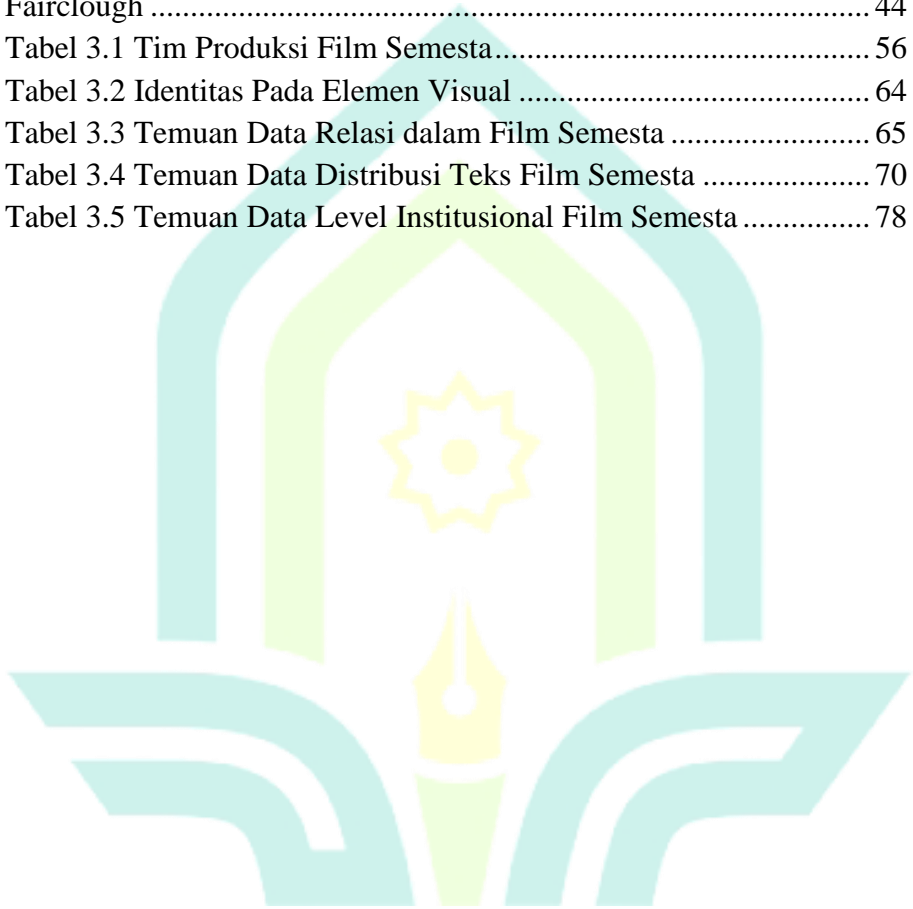 Fairclough ........................................................................................... 44
Tabel 3.1 Tim Produksi Film Semesta................................................ 56
Tabel 3.2 Identitas Pada Elemen Visual ............................................. 64
Tabel 3.3 Temuan Data Relasi dalam Film Semesta ......................... 65
Tabel 3.4 Temuan Data Distribusi Teks Film Semesta ..................... 70
Tabel 3.5 Temuan Data Level Institusional Film Semesta ................ 78